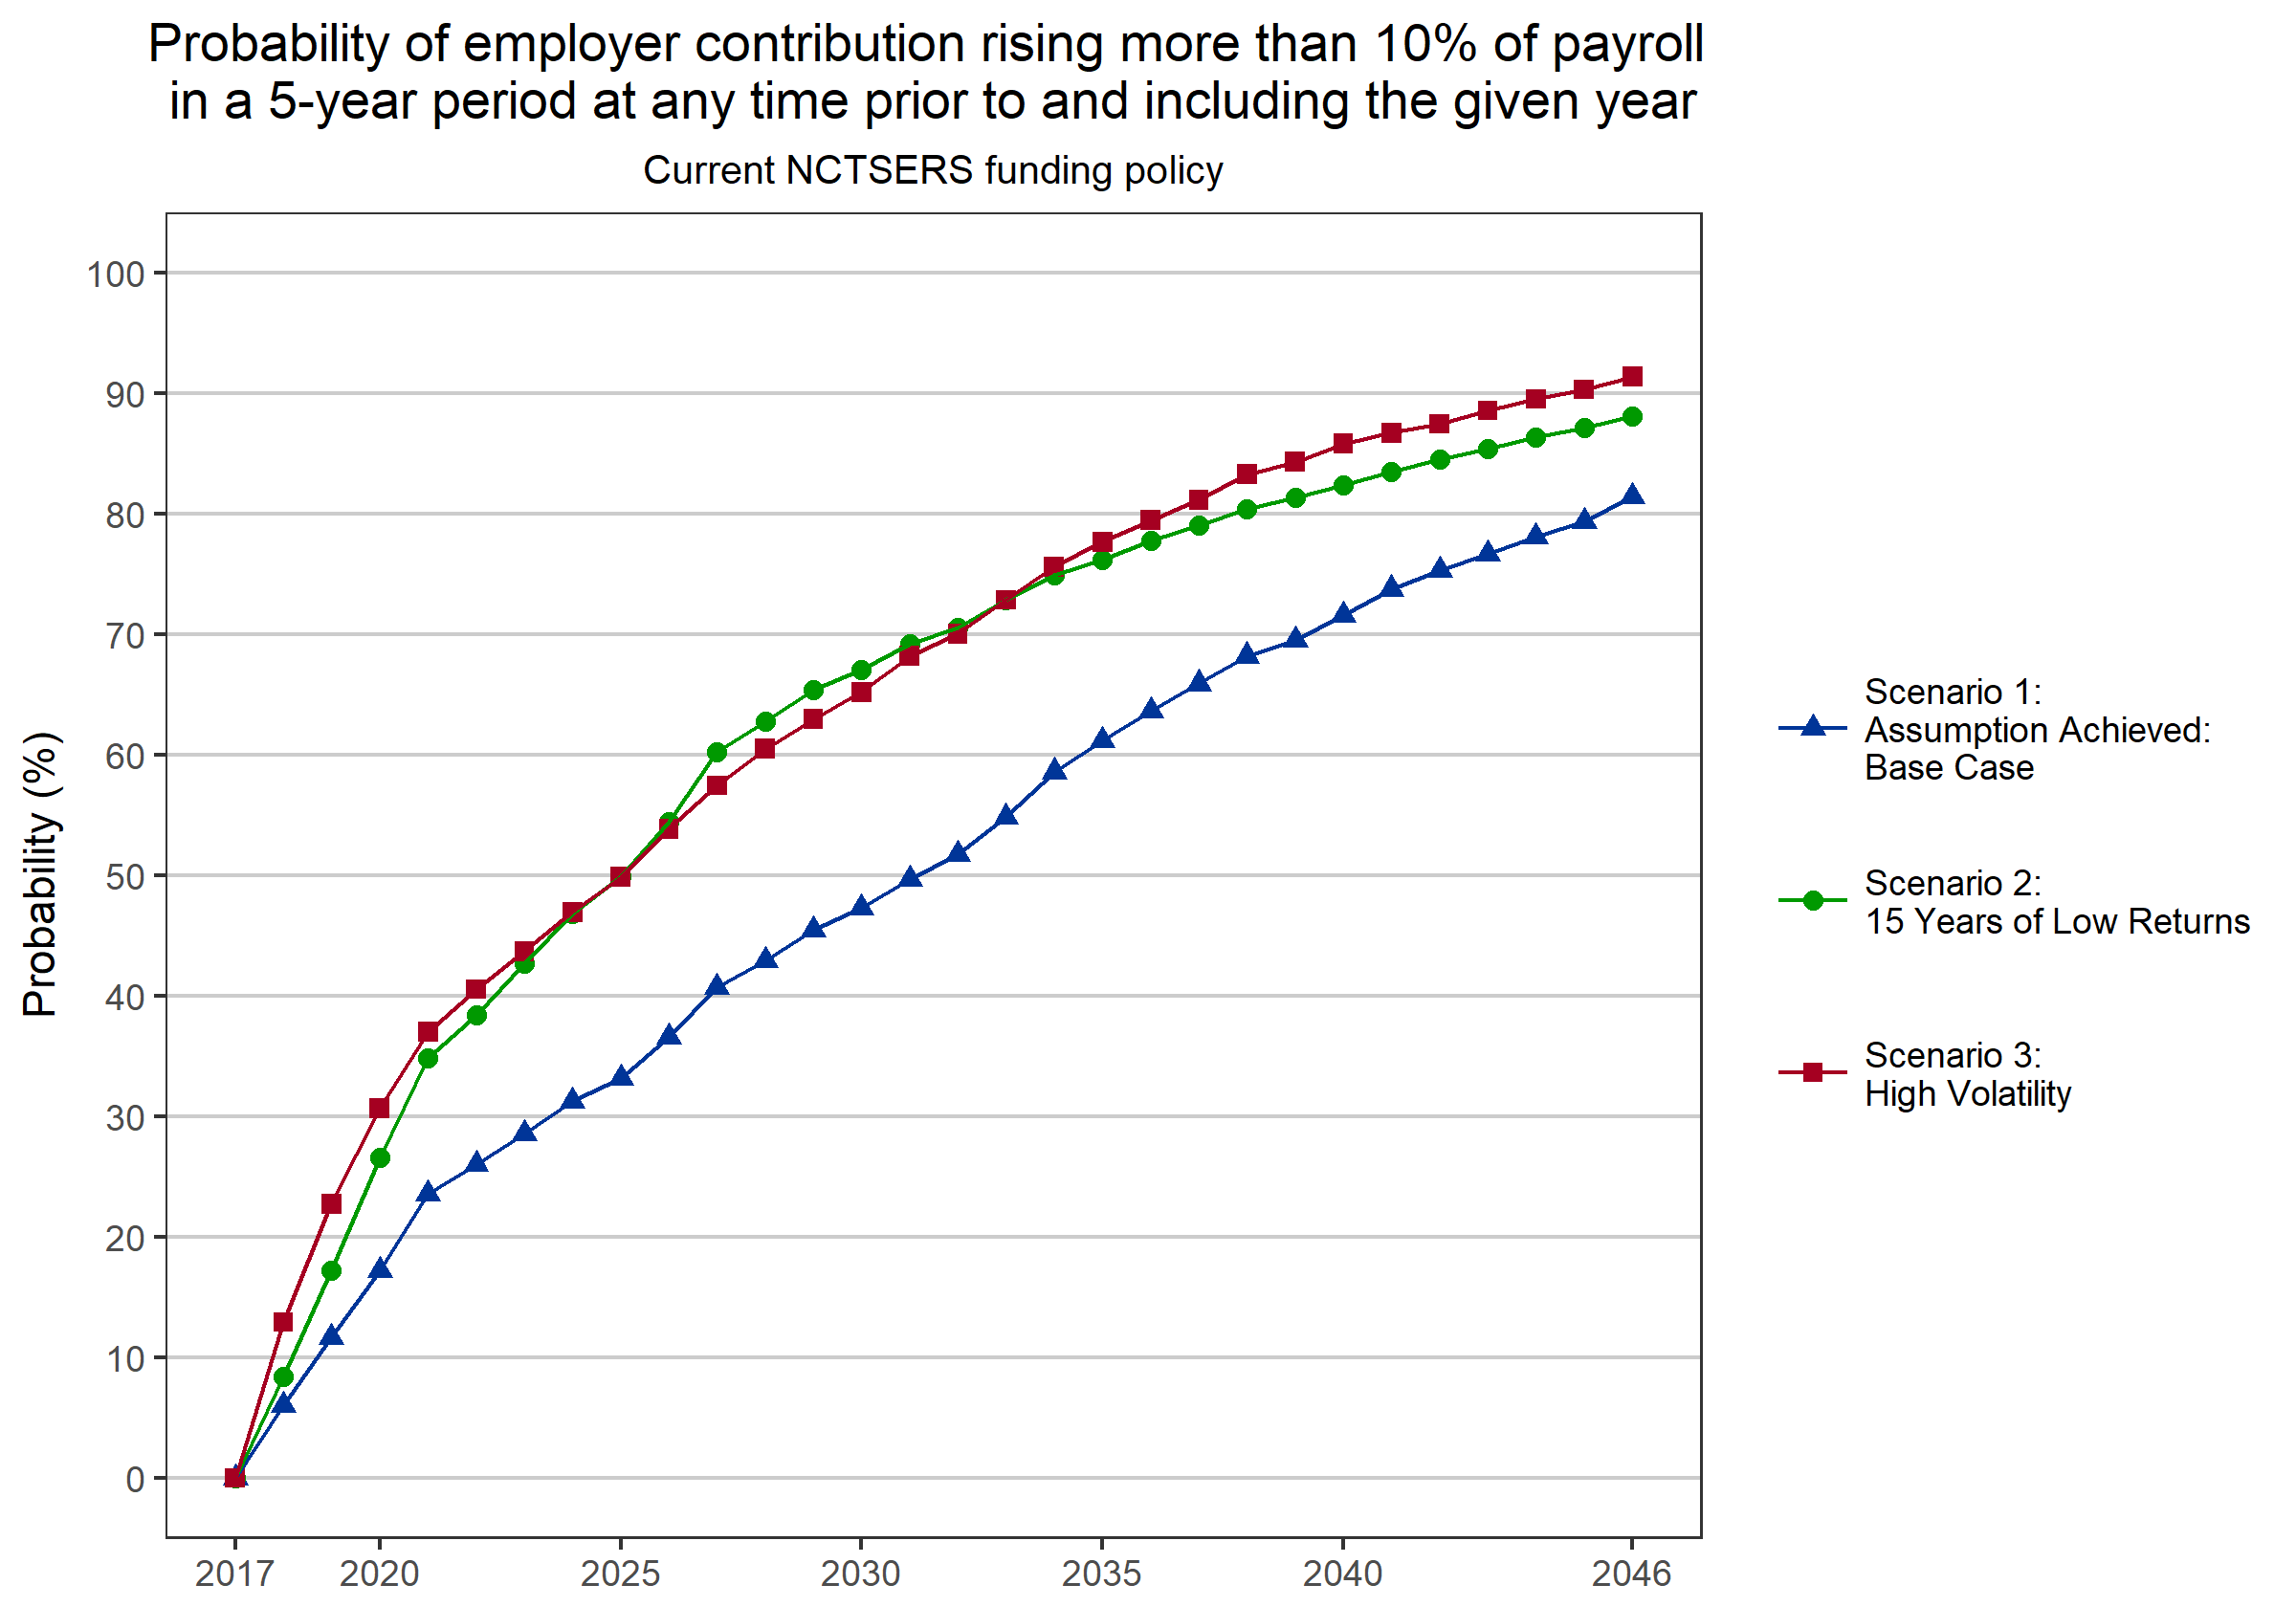 Probability of employer contribution rising more than 10% of payroll
in a 5-year period at any time prior to and including the given year
Current NCTSERS funding policy
Probability (%)
100
90
80
70
60
50
40
30
20
10
0
2017
2020
2025
2030
2035
2040
2046
Scenario 1:
Assumption Achieved:
Base Case
Scenario 2:
15 Years of Low Returns
Scenario 3:
High Volatility